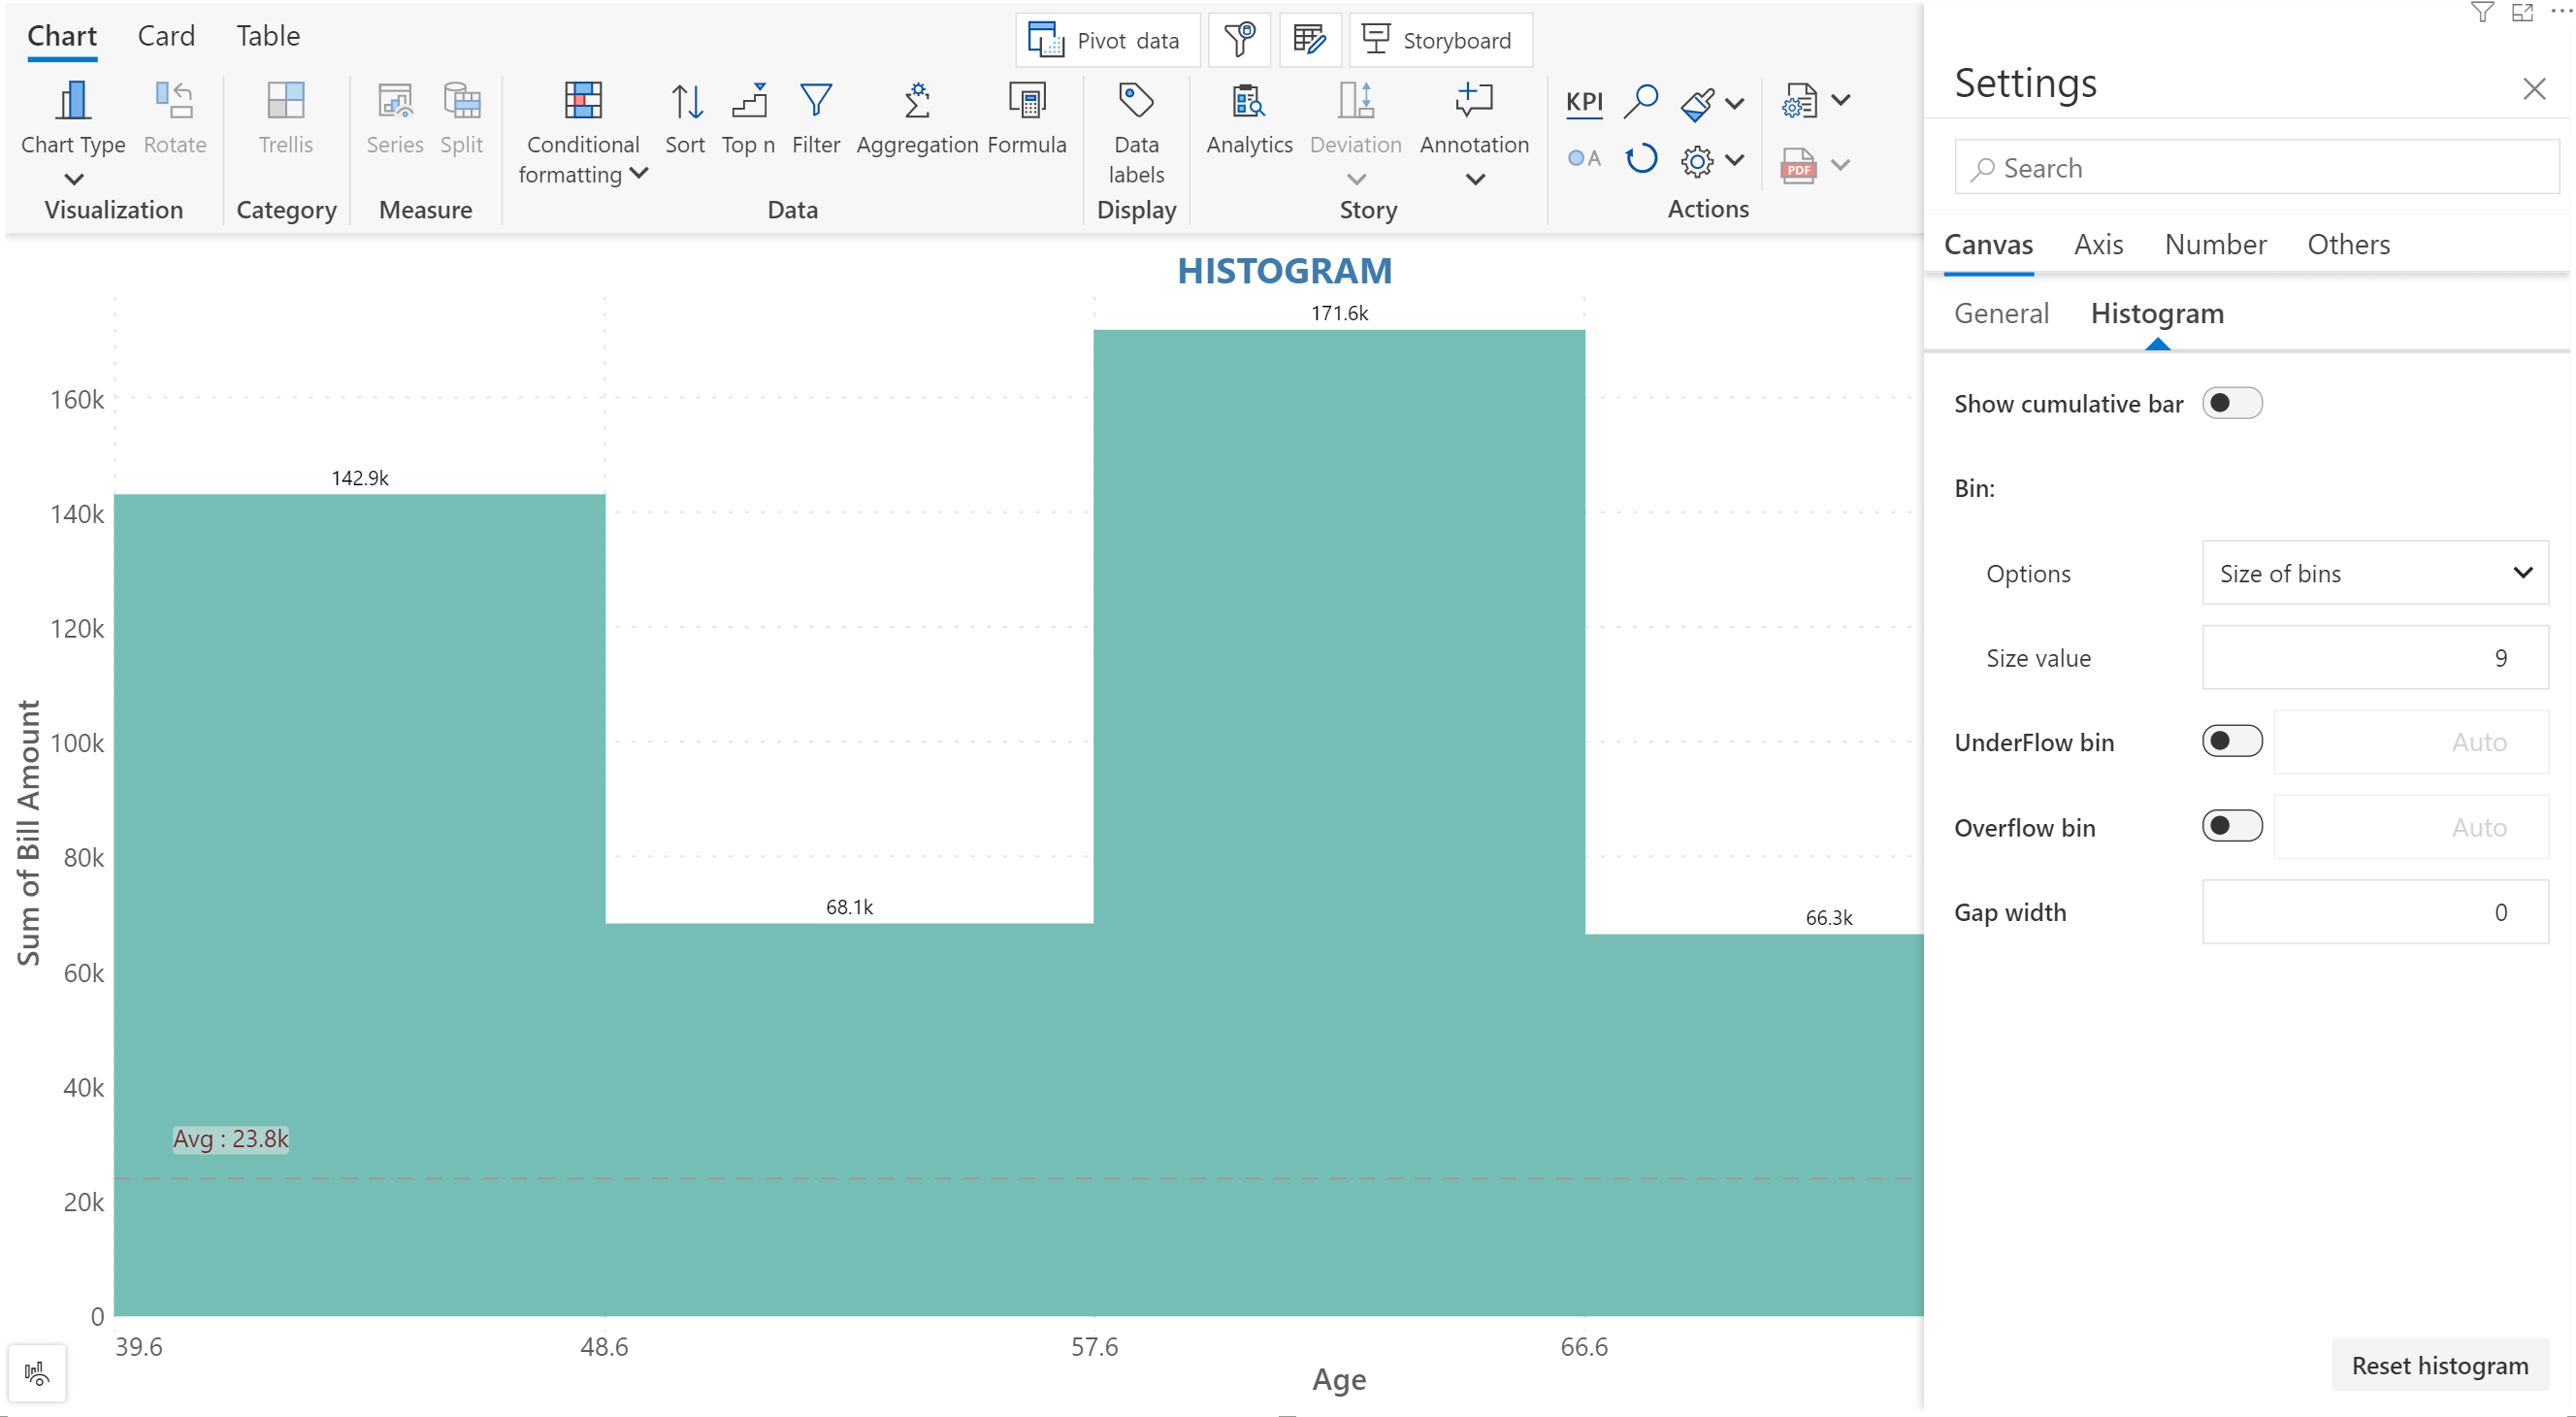 Chart Card Table
Pivot data
Storyboard
Chart Type
Rotate
Trellis
Series
Split
Conditional
formatting
Sort
Top n
Filter
Aggregation
Formula
Data
labels
Analytics
Deviation
Annotation
KPI
A
PDF
Visualization
Category
Measure
Data
Display
Story
Actions
HISTOGRAM
171.6k
160k
142.9k
140k
120k
100k
80k
68.1k
66.3k
60k
40k
Avg : 23.8k
20k
0
Sum of Bill Amount
39.6 48.6 57.6 66.6
Age
Settings
Search
Canvas Axis Number Others
General Histogram
Show cumulative bar
Bin:
Options Size of bins
Size value 9
UnderFlow bin Auto
Overflow bin Auto
Gap width 0
Reset histogram